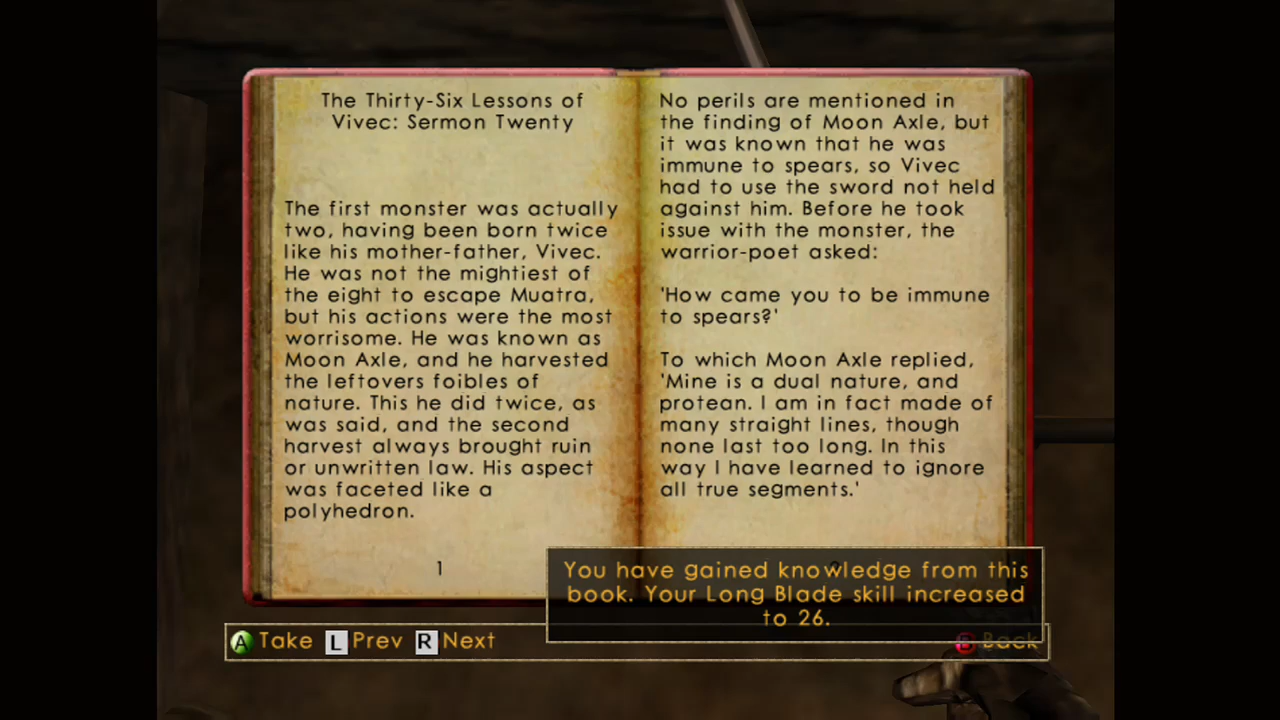 The Thirty-Six Lessons of
Vivec: Sermon Twenty
The first monster was actually
two, having been born twice
like his mother-father, Vivec.
He was not the mightiest of
the eight to escape Muatra,
but his actions were the most
worrisome. He was known as
Moon Axle, and he harvested
the leftovers foibles of
nature. This he did twice, as
was said, and the second
harvest always brought ruin
or unwritten law. His aspect
was faceted like a
polyhedron.
1
No perils are mentioned in
the finding of Moon Axle, but
it was known that he was
immune to spears, so Vivec
had to use the sword not held
against him. Before he took
issue with the monster, the
warrior-poet asked:
'How came you to be immune
to spears?'
To which Moon Axle replied,
'Mine is a dual nature, and
protean. I am in fact made of
many straight lines, though
none last too long. In this
way I have learned to ignore
all true segments.'
2
You have gained knowledge from this
book. Your Long Blade skill increased
to 26.
A Take L Prev R Next B Back